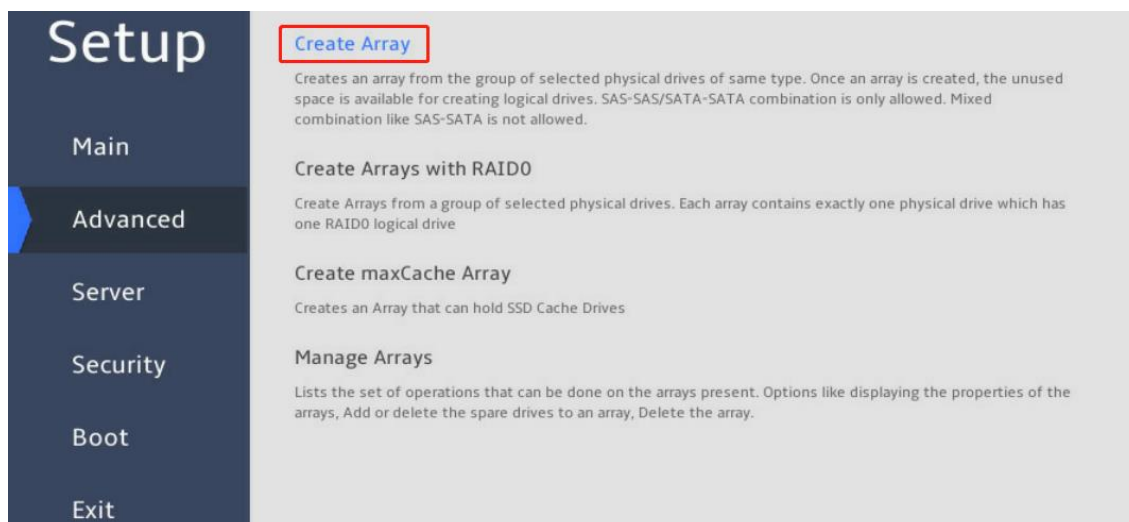 Setup
Main
Advanced
Server
Security
Boot
Exit
Create Array
Creates an array from the group of selected physical drives of same type. Once an array is created, the unused
space is available for creating logical drives. SAS-SAS/SATA-SATA combination is only allowed. Mixed
combination like SAS-SATA is not allowed.
Create Arrays with RAID0
Create Arrays from a group of selected physical drives. Each array contains exactly one physical drive which has
one RAID0 logical drive
Create maxCache Array
Creates an Array that can hold SSD Cache Drives
Manage Arrays
Lists the set of operations that can be done on the arrays present. Options like displaying the properties of the
arrays, Add or delete the spare drives to an array, Delete the array.